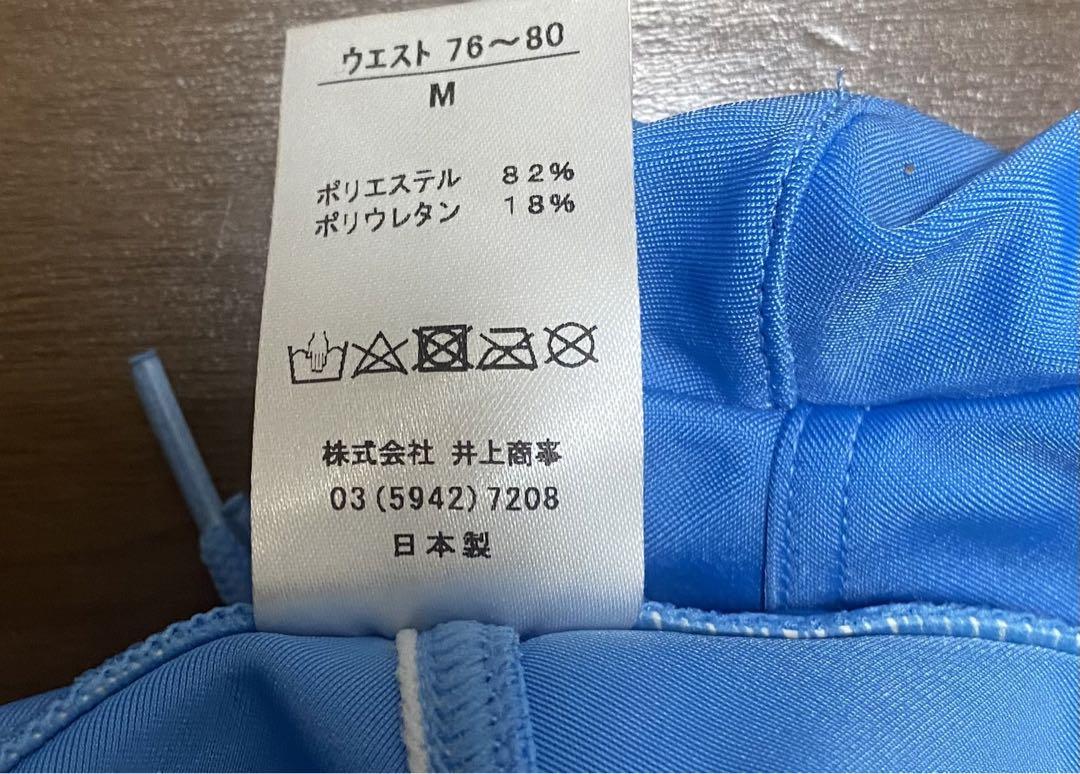 ウエスト 76～80
M
ポリエステル 82%
ポリウレタン 18%
株式会社 井上商事
03(5942)7208
日本製